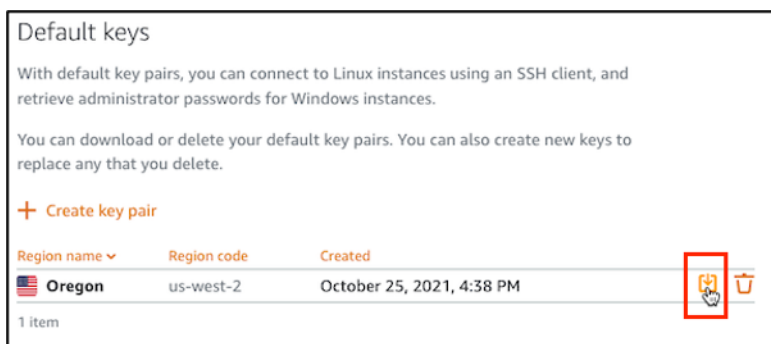 Default keys
With default key pairs, you can connect to Linux instances using an SSH client, and
retrieve administrator passwords for Windows instances.
You can download or delete your default key pairs. You can also create new keys to
replace any that you delete.
+ Create key pair
Region name Region code Created
Oregon us-west-2 October 25, 2021, 4:38 PM
1 item